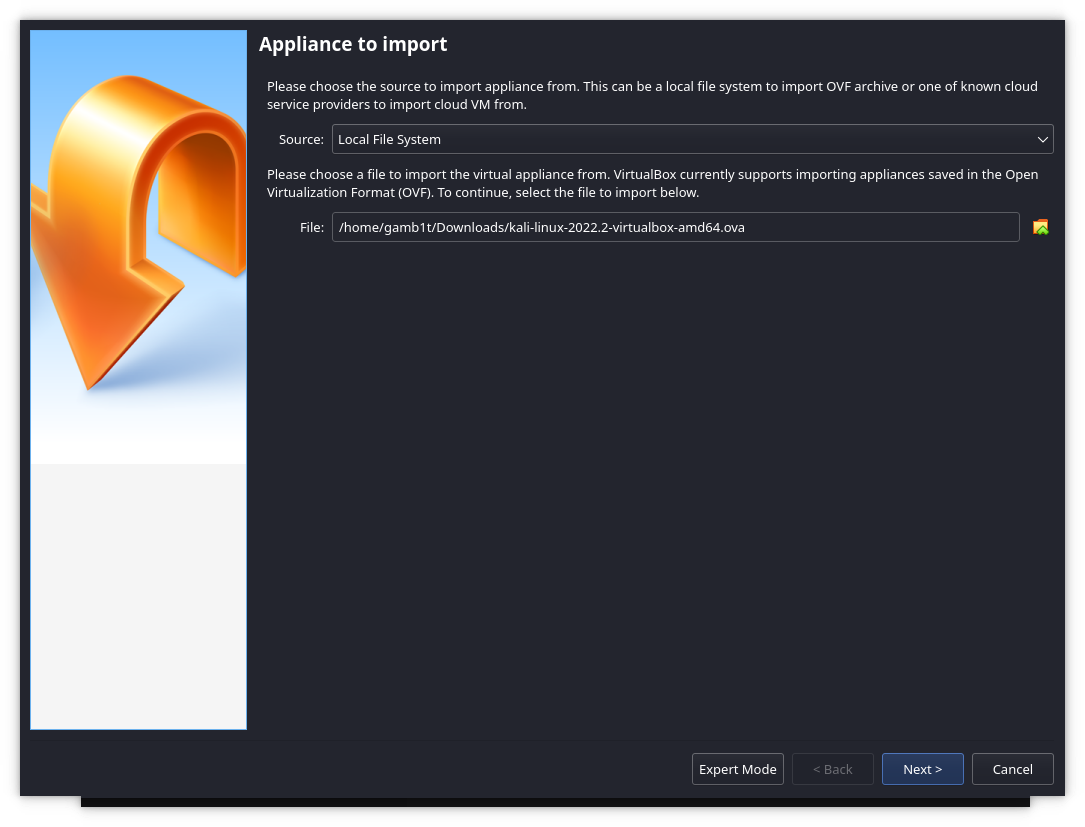 Appliance to import
Please choose the source to import appliance from. This can be a local file system to import OVF archive or one of known cloud
service providers to import cloud VM from.
Source: Local File System
Please choose a file to import the virtual appliance from. VirtualBox currently supports importing appliances saved in the Open
Virtualization Format (OVF). To continue, select the file to import below.
File: /home/gamb1t/Downloads/kali-linux-2022.2-virtualbox-amd64.ova
Expert Mode < Back Next > Cancel